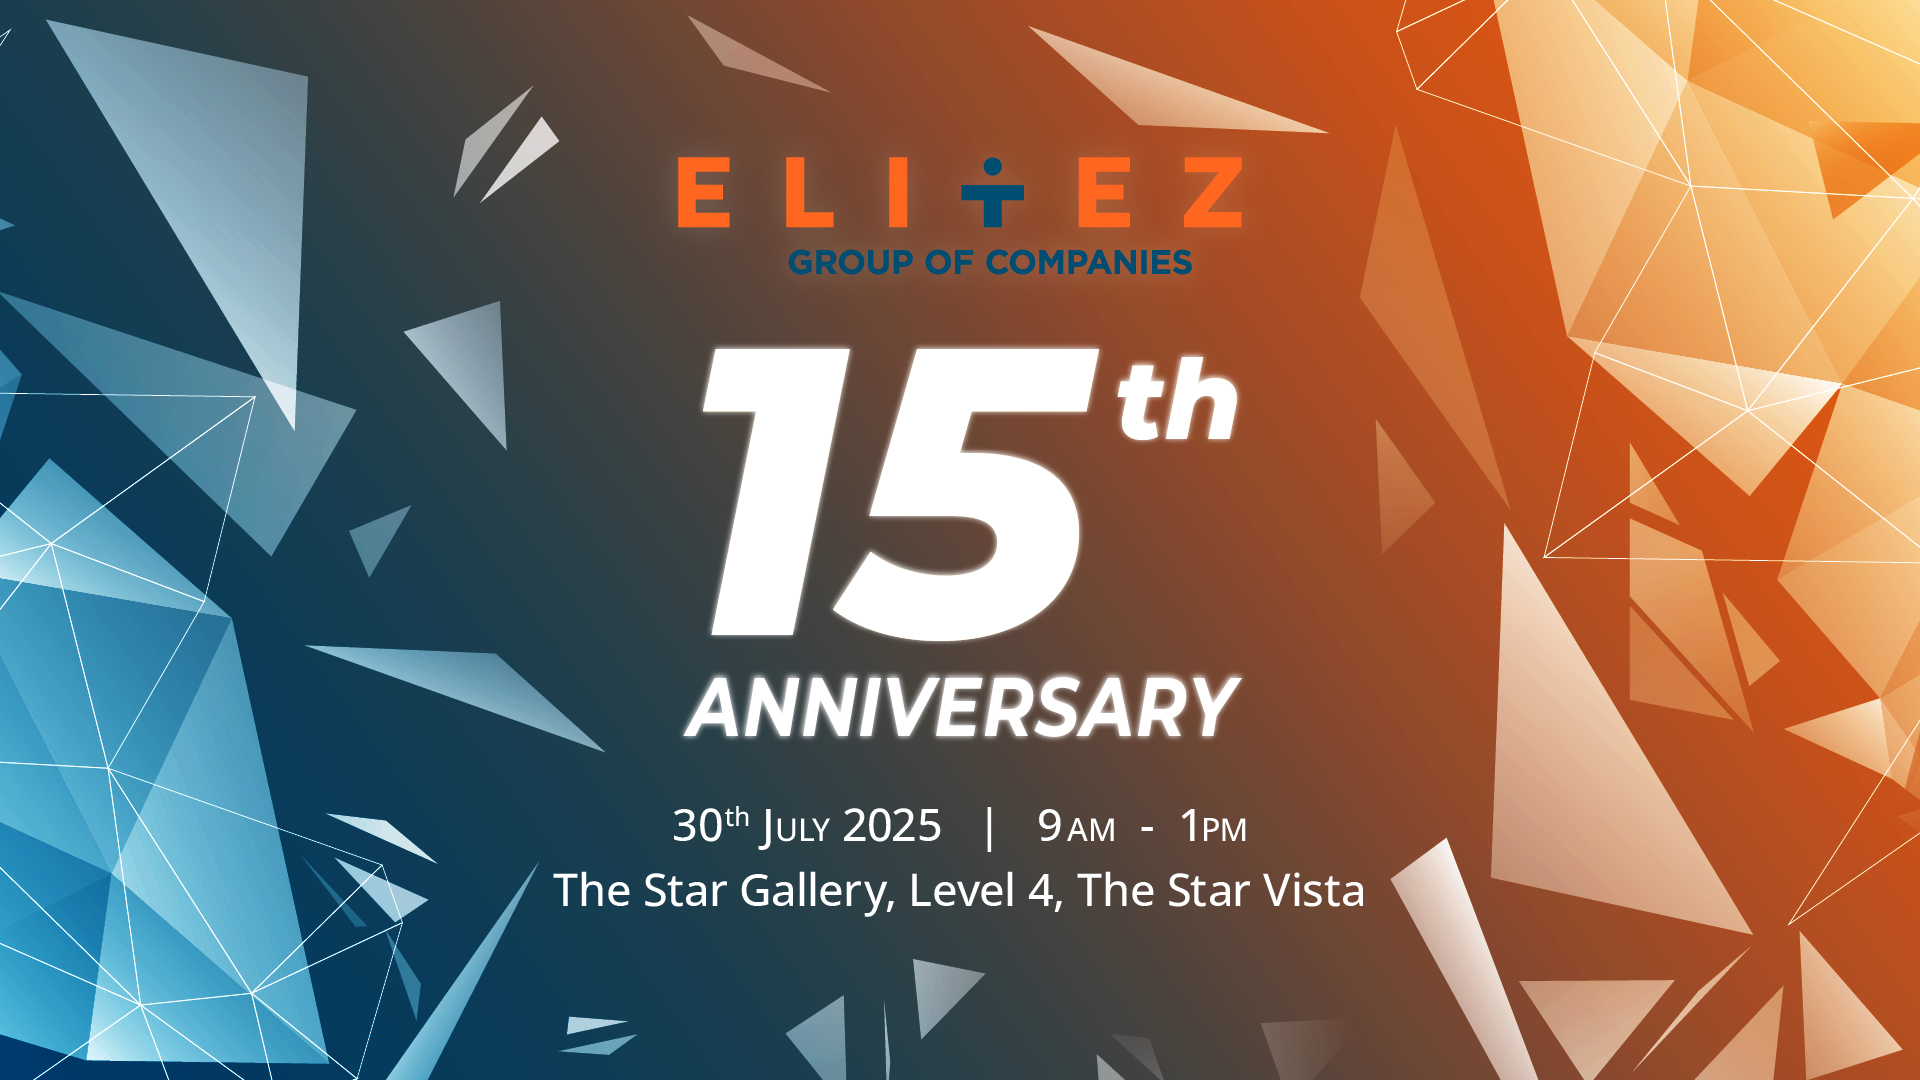 ELITEZ
GROUP OF COMPANIES
15th
ANNIVERSARY
30th JULY 2025 | 9AM - 1PM
The Star Gallery, Level 4, The Star Vista